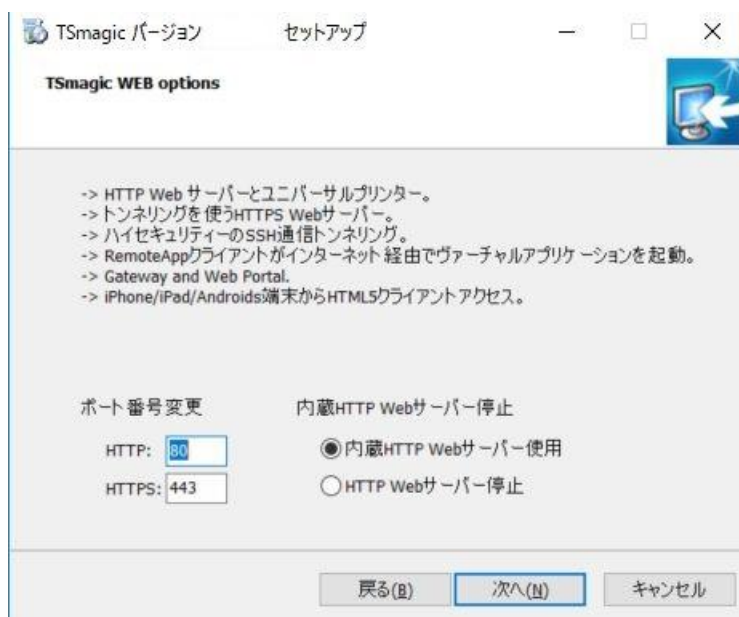 TSmagic バージョン セットアップ
TSmagic WEB options
-> HTTP Web サーバーとユニバーサルプリンター。
-> トンネリングを使うHTTPS Webサーバー。
-> ハイセキュリティーのSSH通信トンネリング。
-> RemoteAppクライアントがインターネット経由でヴァーチャルアプリケーションを起動。
-> Gateway and Web Portal.
-> iPhone/iPad/Androids端末からHTML5クライアントアクセス。
ポート番号変更 内蔵HTTP Webサーバー停止
HTTP: 80 内蔵HTTP Webサーバー使用
HTTPS: 443 HTTP Webサーバー停止
戻る(B) 次へ(N) キャンセル